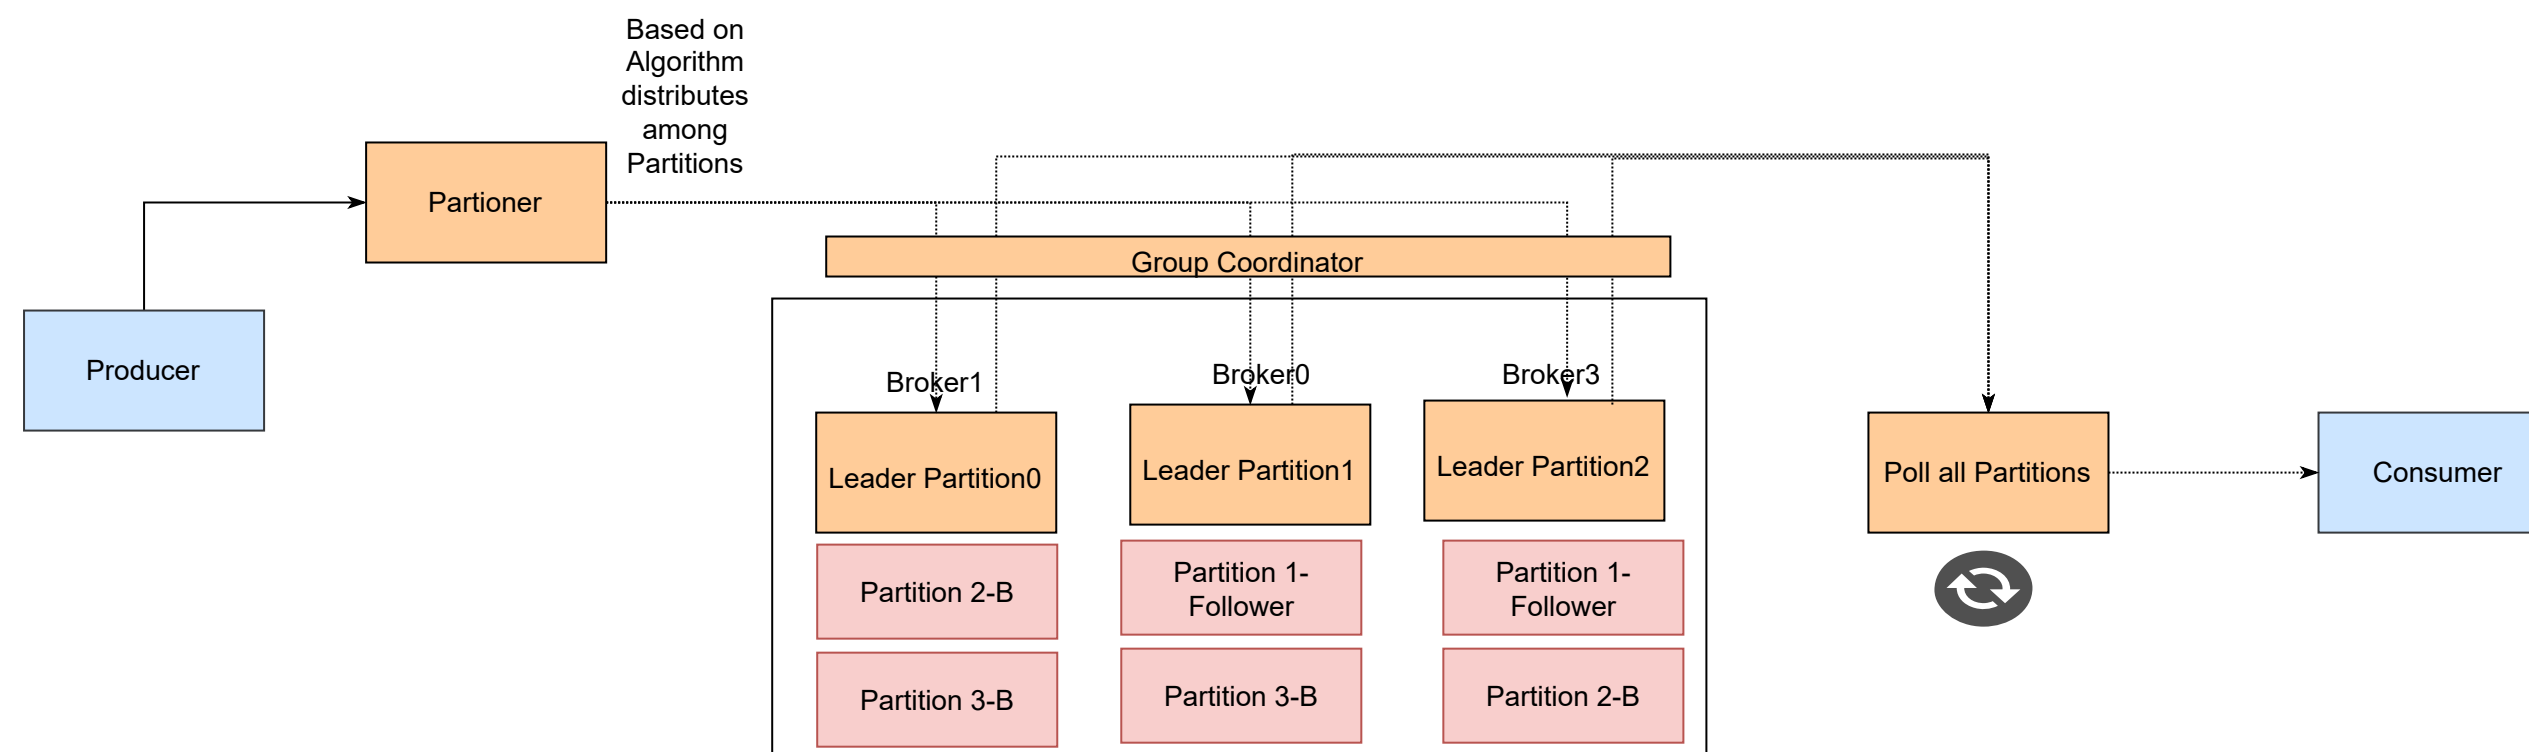 Based on
Algorithm
distributes
among
Partitions
Partioner
Group Coordinator
Producer
Broker1
Broker0
Broker3
Leader Partition0
Leader Partition1
Leader Partition2
Poll all Partitions
Consumer
Partition 2-B
Partition 1-
Follower
Partition 1-
Follower
Partition 3-B
Partition 3-B
Partition 2-B